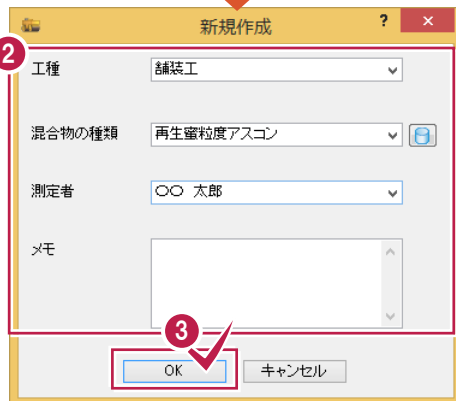 新規作成
? ×
2
工種 舗装工
混合物の種類 再生蜜粒度アスコン
測定者 〇〇 太郎
メモ
3
OK キャンセル